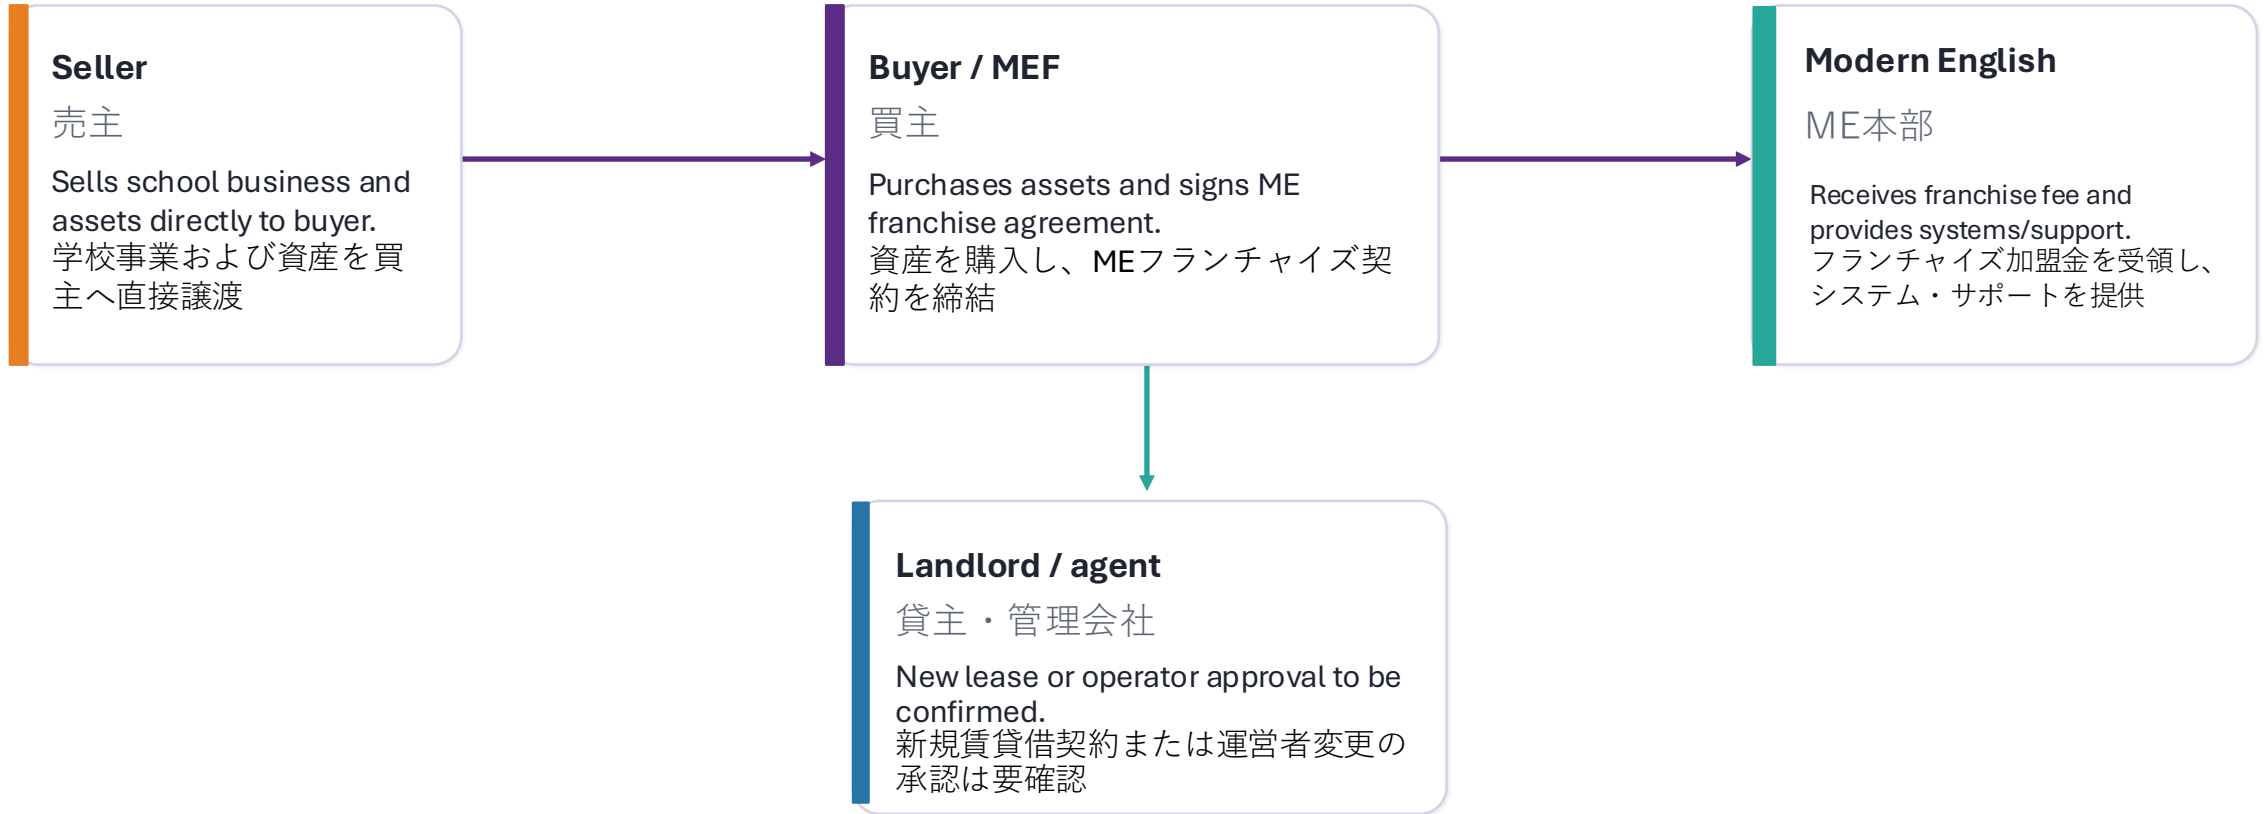 Seller
売主
Sells school business and
assets directly to buyer.
学校事業および資産を買
主へ直接譲渡
Buyer / MEF
買主
Purchases assets and signs ME
franchise agreement.
資産を購入し、MEフランチャイズ契
約を締結
Modern English
ME本部
Receives franchise fee and
provides systems/support.
フランチャイズ加盟金を受領し、
システム・サポートを提供
Landlord / agent
貸主・管理会社
New lease or operator approval to be
confirmed.
新規賃貸借契約または運営者変更の
承認は要確認